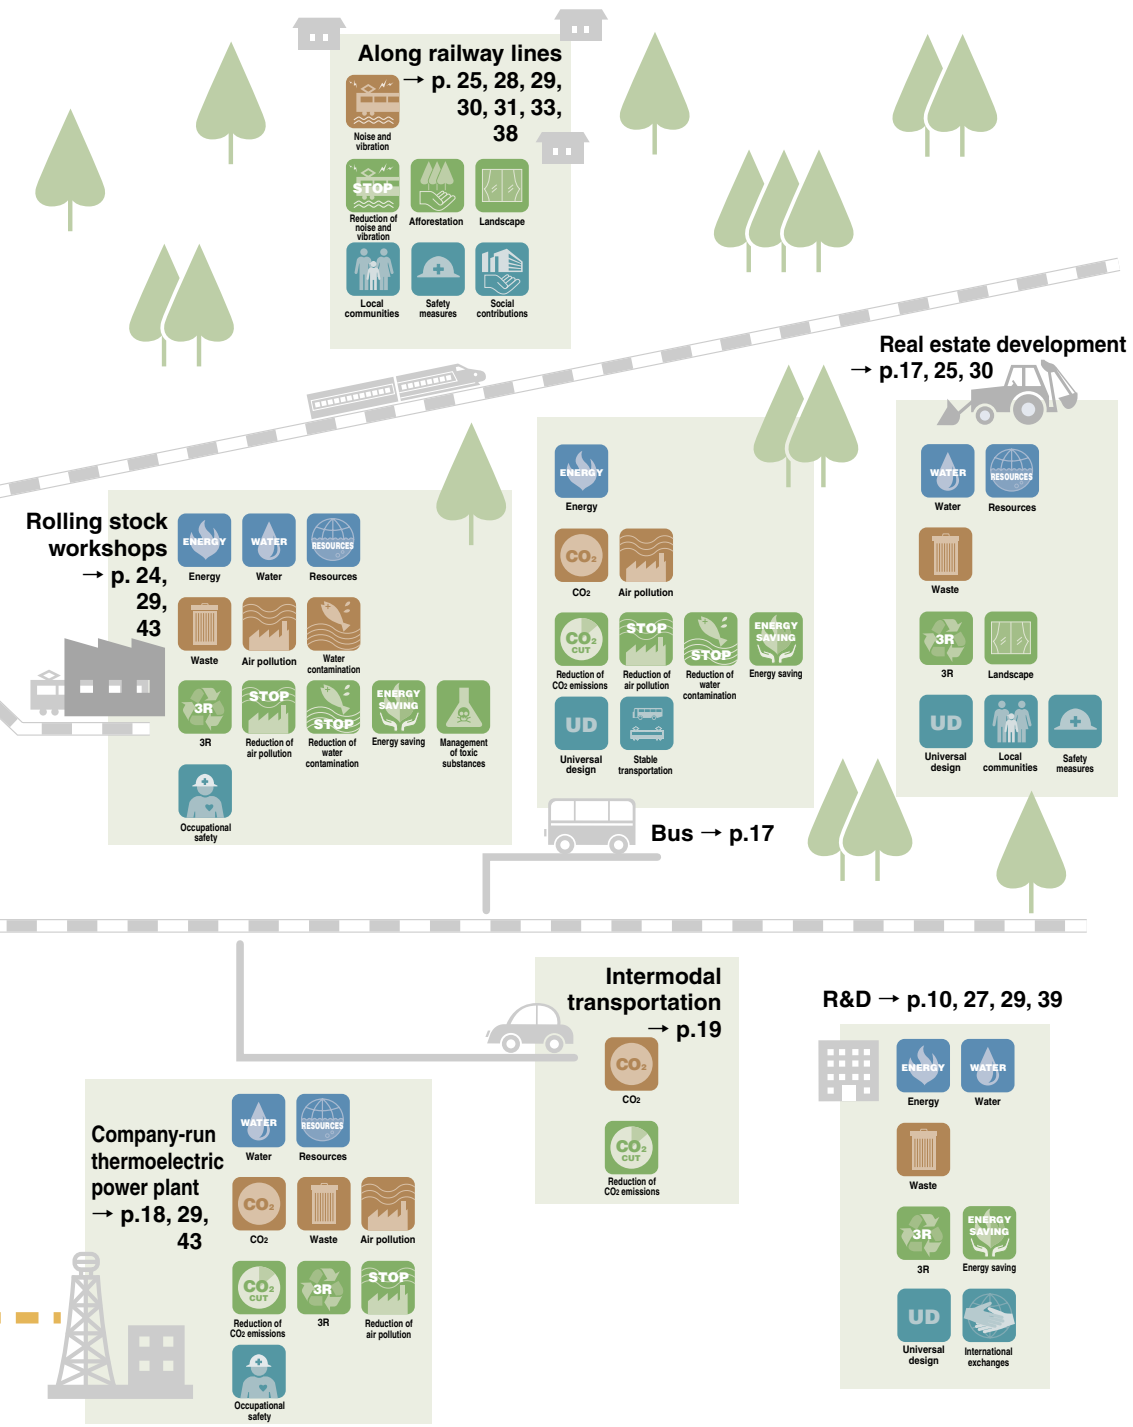 Along railway lines
→ p. 25, 28, 29,
30, 31, 33,
38
Noise and
vibration
STOP
Reduction of
noise and
vibration
Afforestation
Landscape
Local
communities
Safety
measures
Social
contributions
Real estate development
→ p.17, 25, 30
WATER
Water
RESOURCES
Resources
Waste
3R
3R
Landscape
UD
Universal
design
Local
communities
Safety
measures
ENERGY
Energy
CO2
CO2
Air pollution
CO2
CUT
Reduction of
CO2 emissions
STOP
Reduction of
air pollution
STOP
Reduction of
water
contamination
ENERGY
SAVING
Energy saving
UD
Universal
design
Stable
transportation
Bus → p.17
Rolling stock
workshops
→ p. 24,
29,
43
ENERGY
Energy
WATER
Water
RESOURCES
Resources
Waste
Air pollution
Water
contamination
3R
3R
STOP
Reduction of
air pollution
STOP
Reduction of
water
contamination
ENERGY
SAVING
Energy saving
Management
of toxic
substances
Occupational
safety
Intermodal
transportation
→ p.19
CO2
CO2
CO2
CUT
Reduction of
CO2 emissions
R&D → p.10, 27, 29, 39
ENERGY
Energy
WATER
Water
Waste
3R
3R
ENERGY
SAVING
Energy saving
UD
Universal
design
International
exchanges
Company-run
thermoelectric
power plant
→ p.18, 29,
43
WATER
Water
RESOURCES
Resources
CO2
CO2
Waste
Air pollution
CO2
CUT
Reduction of
CO2 emissions
3R
3R
STOP
Reduction of
air pollution
Occupational
safety